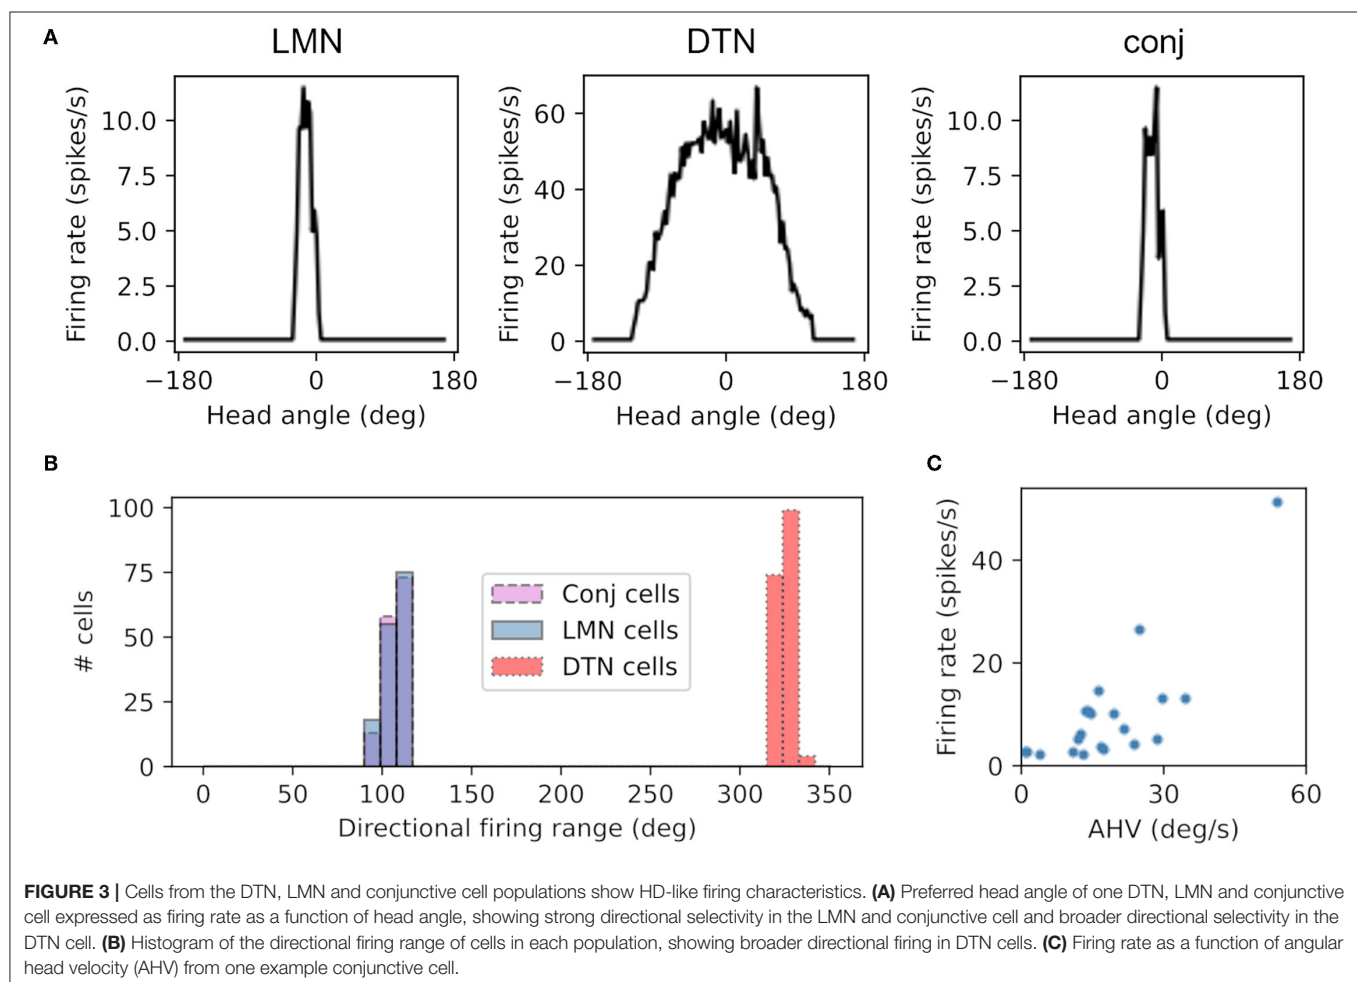 A
LMN
DTN
conj
Firing rate (spikes/s)
10.0
7.5
5.0
2.5
0.0
−180
0
180
Head angle (deg)
Firing rate (spikes/s)
60
40
20
0
−180
0
180
Head angle (deg)
Firing rate (spikes/s)
10.0
7.5
5.0
2.5
0.0
−180
0
180
Head angle (deg)
B
# cells
100
75
50
25
0
Conj cells
LMN cells
DTN cells
0
50
100
150
200
250
300
350
Directional firing range (deg)
C
Firing rate (spikes/s)
40
20
0
0
30
60
AHV (deg/s)
FIGURE 3 | Cells from the DTN, LMN and conjunctive cell populations show HD-like firing characteristics. (A) Preferred head angle of one DTN, LMN and conjunctive
cell expressed as firing rate as a function of head angle, showing strong directional selectivity in the LMN and conjunctive cell and broader directional selectivity in the
DTN cell. (B) Histogram of the directional firing range of cells in each population, showing broader directional firing in DTN cells. (C) Firing rate as a function of angular
head velocity (AHV) from one example conjunctive cell.